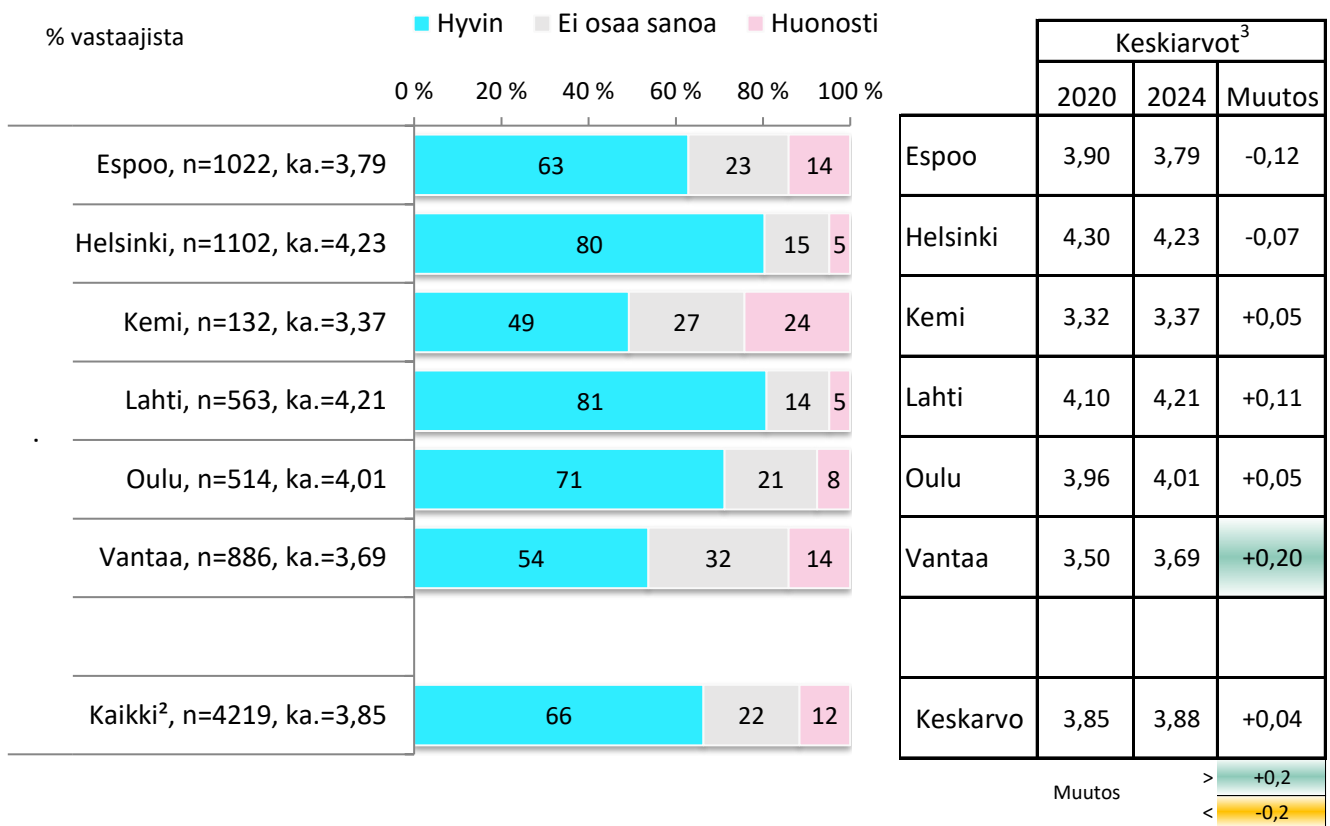 % vastaajista
Hyvin Ei osaa sanoa Huonosti
0 % 20 % 40 % 60 % 80 % 100 %
Espoo, n=1022, ka.=3,79 63 23 14
Helsinki, n=1102, ka.=4,23 80 15 5
Kemi, n=132, ka.=3,37 49 27 24
Lahti, n=563, ka.=4,21 81 14 5
.
Oulu, n=514, ka.=4,01 71 21 8
Vantaa, n=886, ka.=3,69 54 32 14
Kaikki², n=4219, ka.=3,85 66 22 12
Keskiarvot³
2020 2024 Muutos
Espoo 3,90 3,79 -0,12
Helsinki 4,30 4,23 -0,07
Kemi 3,32 3,37 +0,05
Lahti 4,10 4,21 +0,11
Oulu 3,96 4,01 +0,05
Vantaa 3,50 3,69 +0,20
Keskarvo 3,85 3,88 +0,04
Muutos
> +0,2
< -0,2